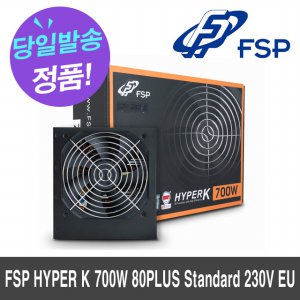 당일발송
정품!
FSP
HYPER K
700W
FSP HYPER K 700W 80PLUS Standard 230V EU